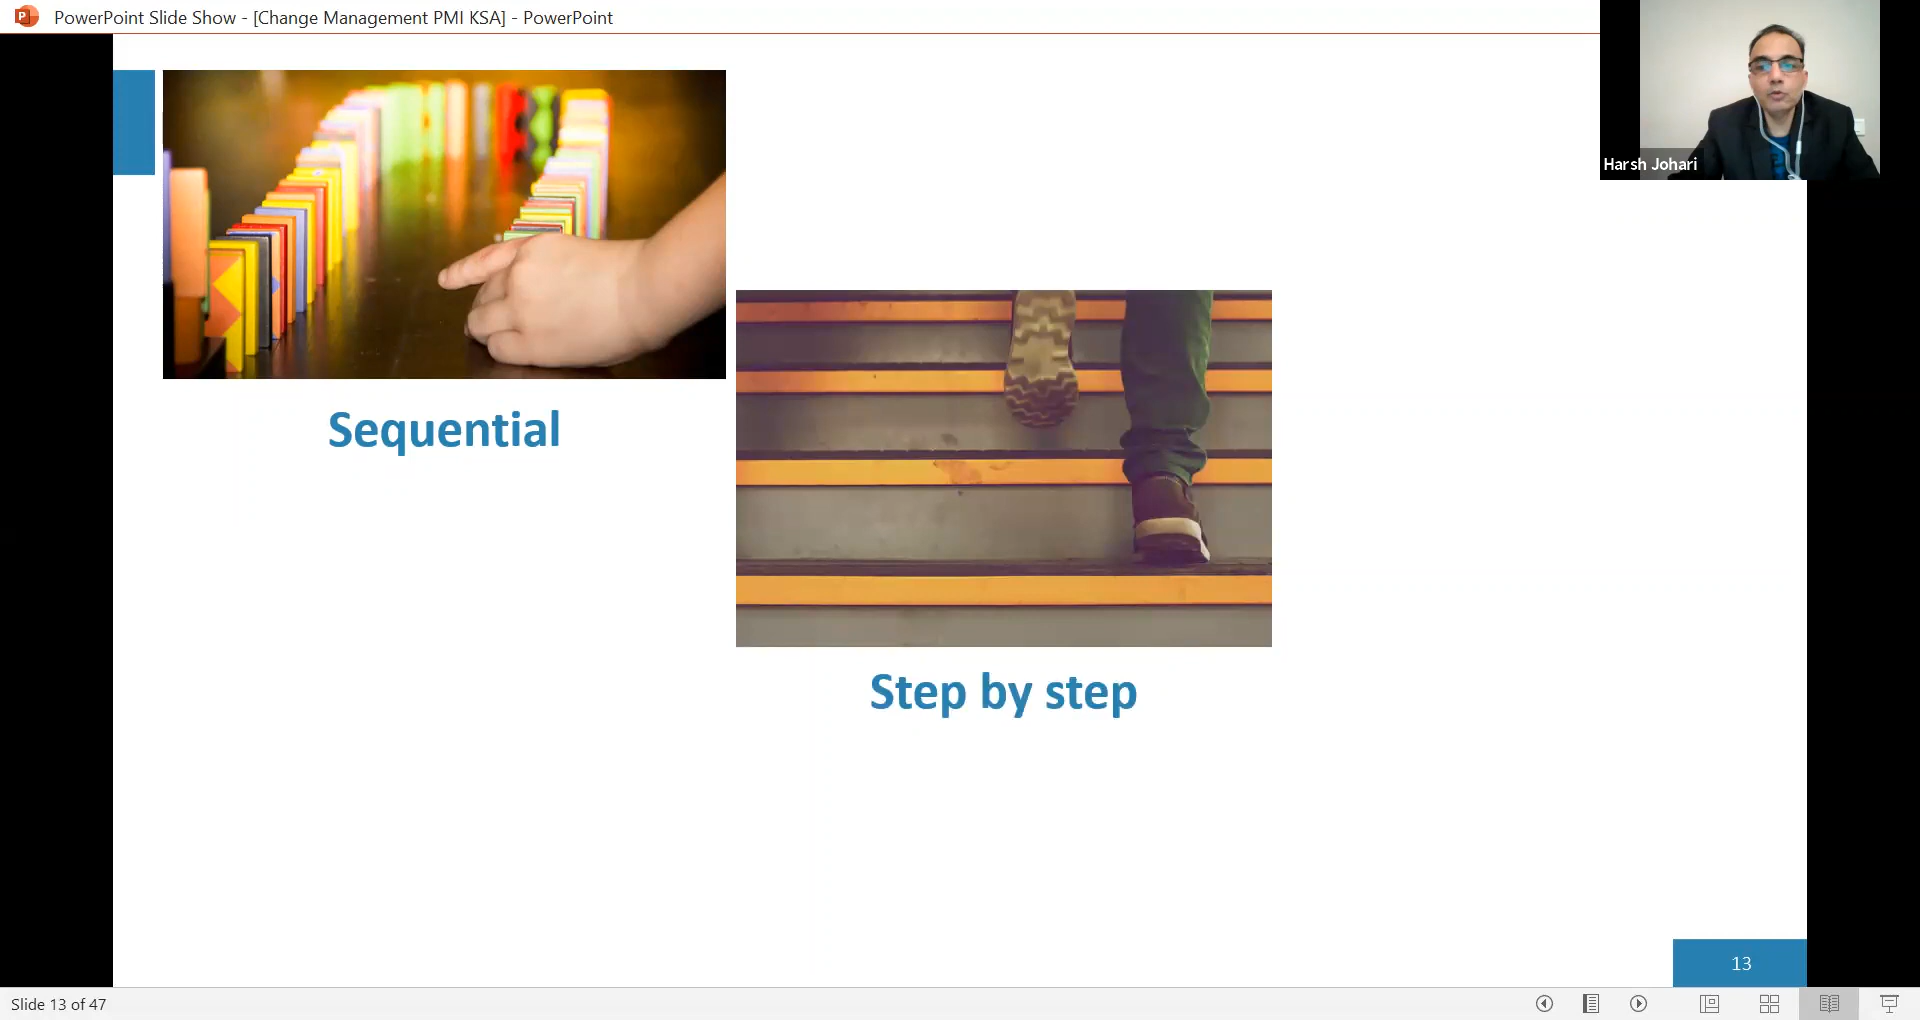 PowerPoint Slide Show - [Change Management PMI KSA] - PowerPoint
Harsh Johari
Sequential
Step by step
13
Slide 13 of 47